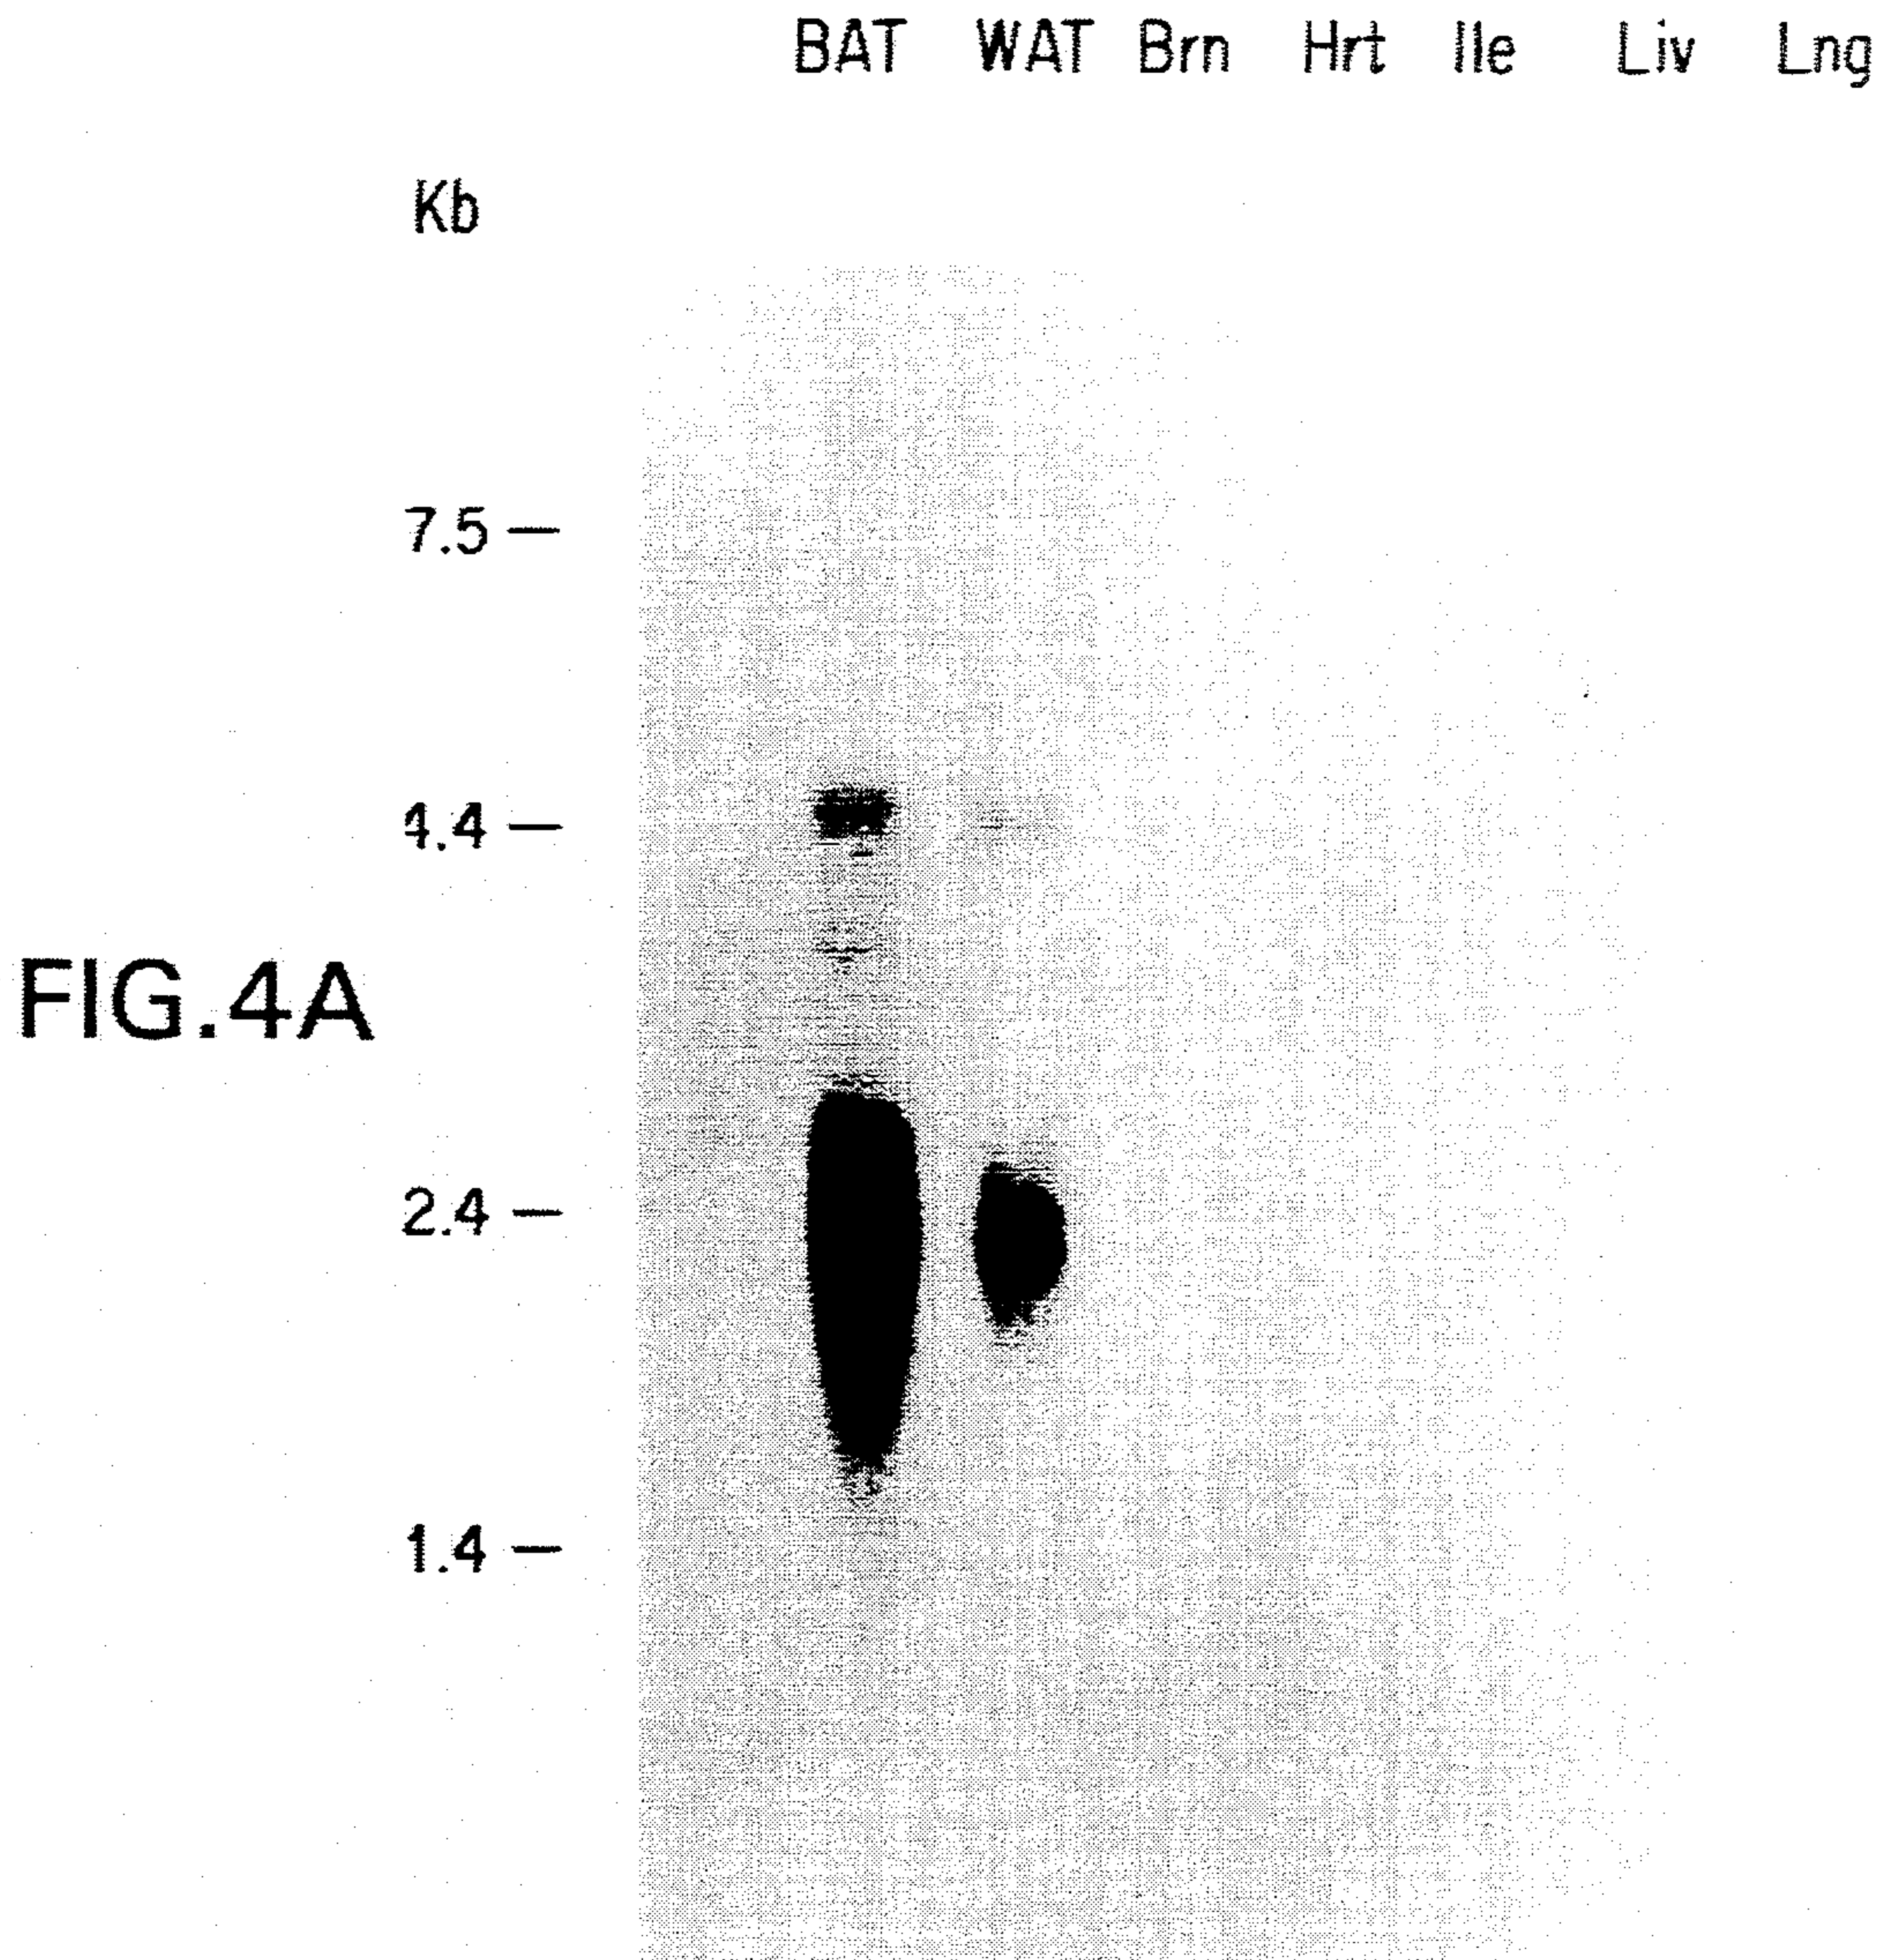 BAT WAT Brn Hrt Ile Liv Lng
Kb
7.5
4.4
FIG.4A
2.4
1.4